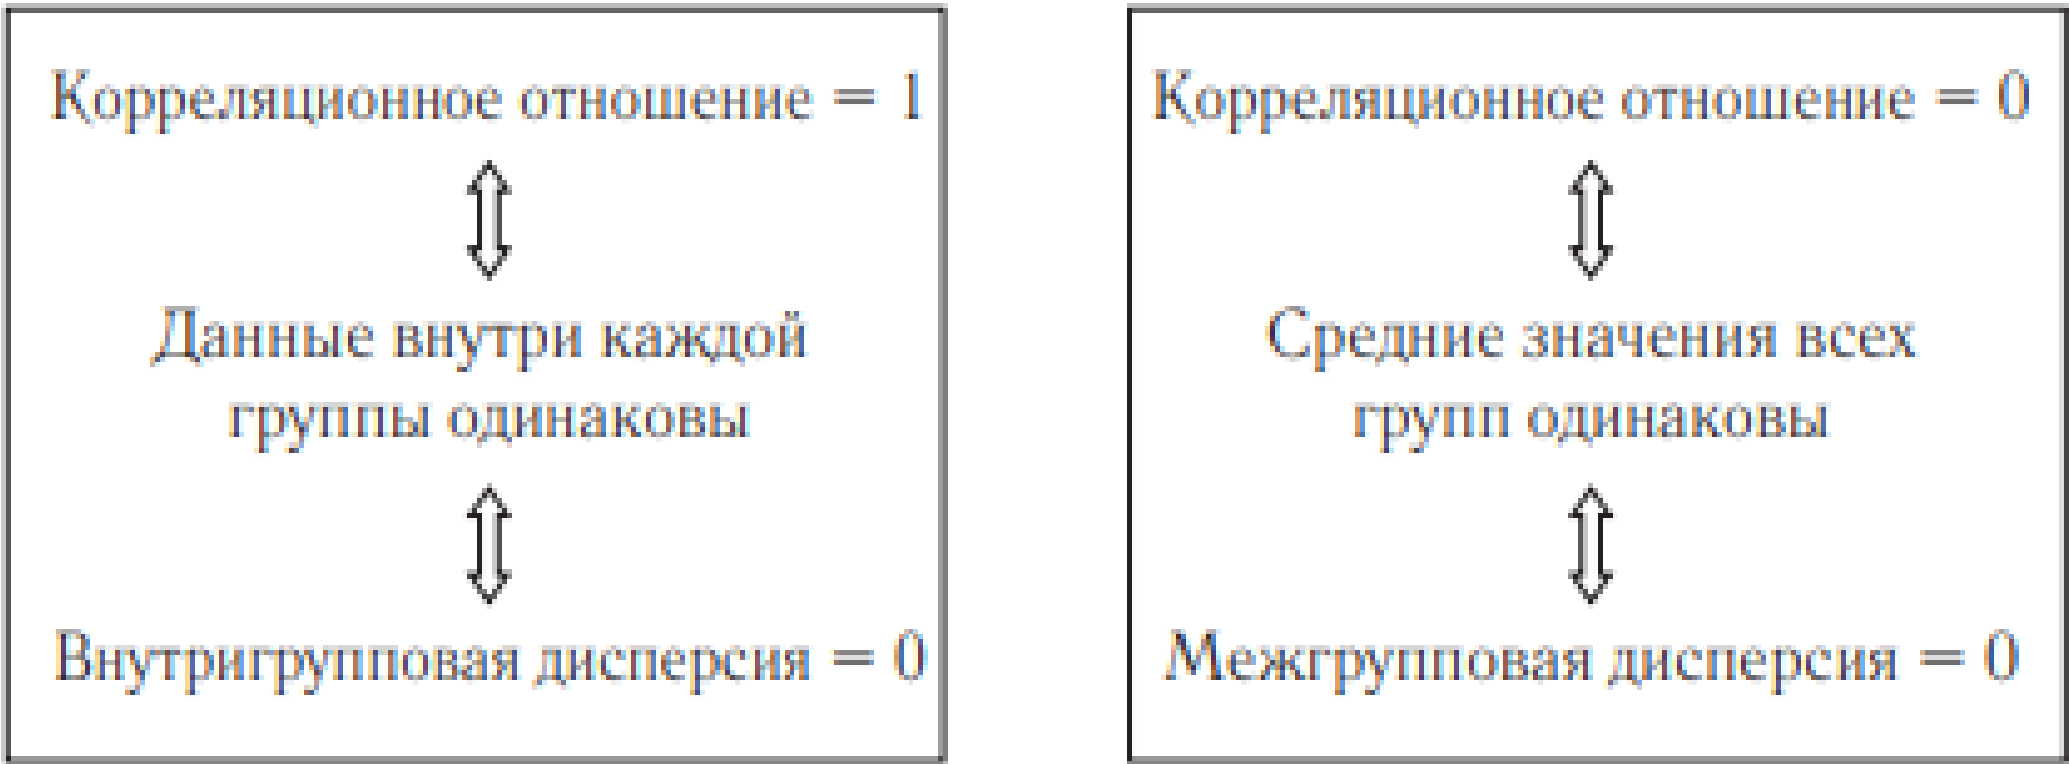 Корреляционное отношение = 1
Данные внутри каждой
группы одинаковы
Внутригрупповая дисперсия = 0
Корреляционное отношение = 0
Средние значения всех
групп одинаковы
Межгрупповая дисперсия = 0